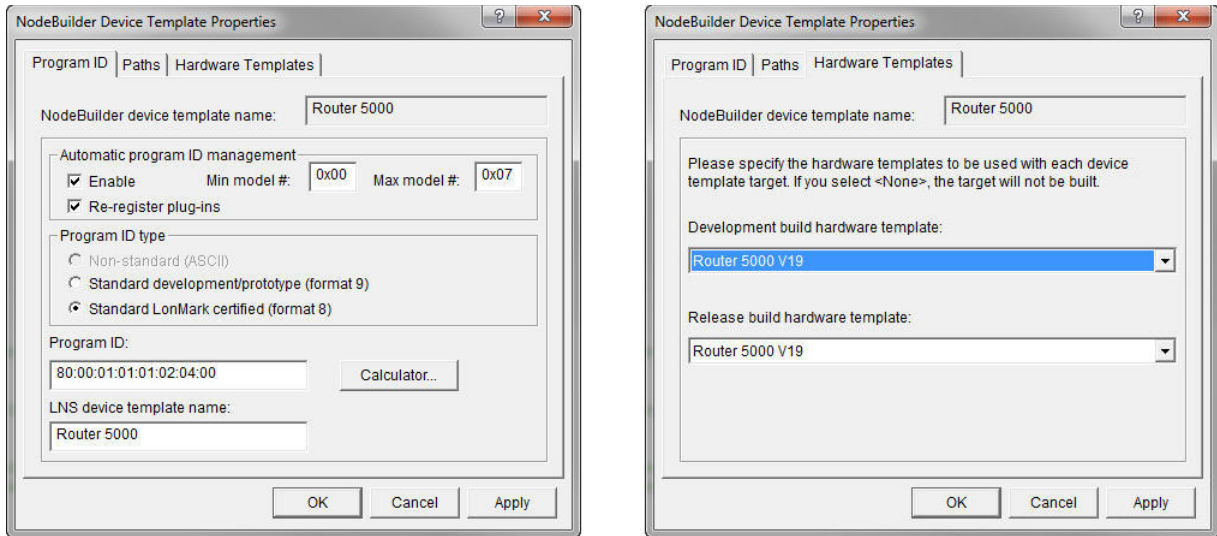 NodeBuilder Device Template Properties
Program ID Paths Hardware Templates
NodeBuilder device template name: Router 5000
Automatic program ID management
Enable Min model #: 0x00 Max model #: 0x07
Re-register plug-ins
Program ID type
Non-standard (ASCII)
Standard development/prototype (format 9)
Standard LonMark certified (format 8)
Program ID:
80:00:01:01:01:02:04:00 Calculator...
LNS device template name:
Router 5000
OK Cancel Apply
NodeBuilder Device Template Properties
Program ID Paths Hardware Templates
NodeBuilder device template name: Router 5000
Please specify the hardware templates to be used with each device
template target. If you select <None>, the target will not be built.
Development build hardware template:
Router 5000 V19
Release build hardware template:
Router 5000 V19
OK Cancel Apply